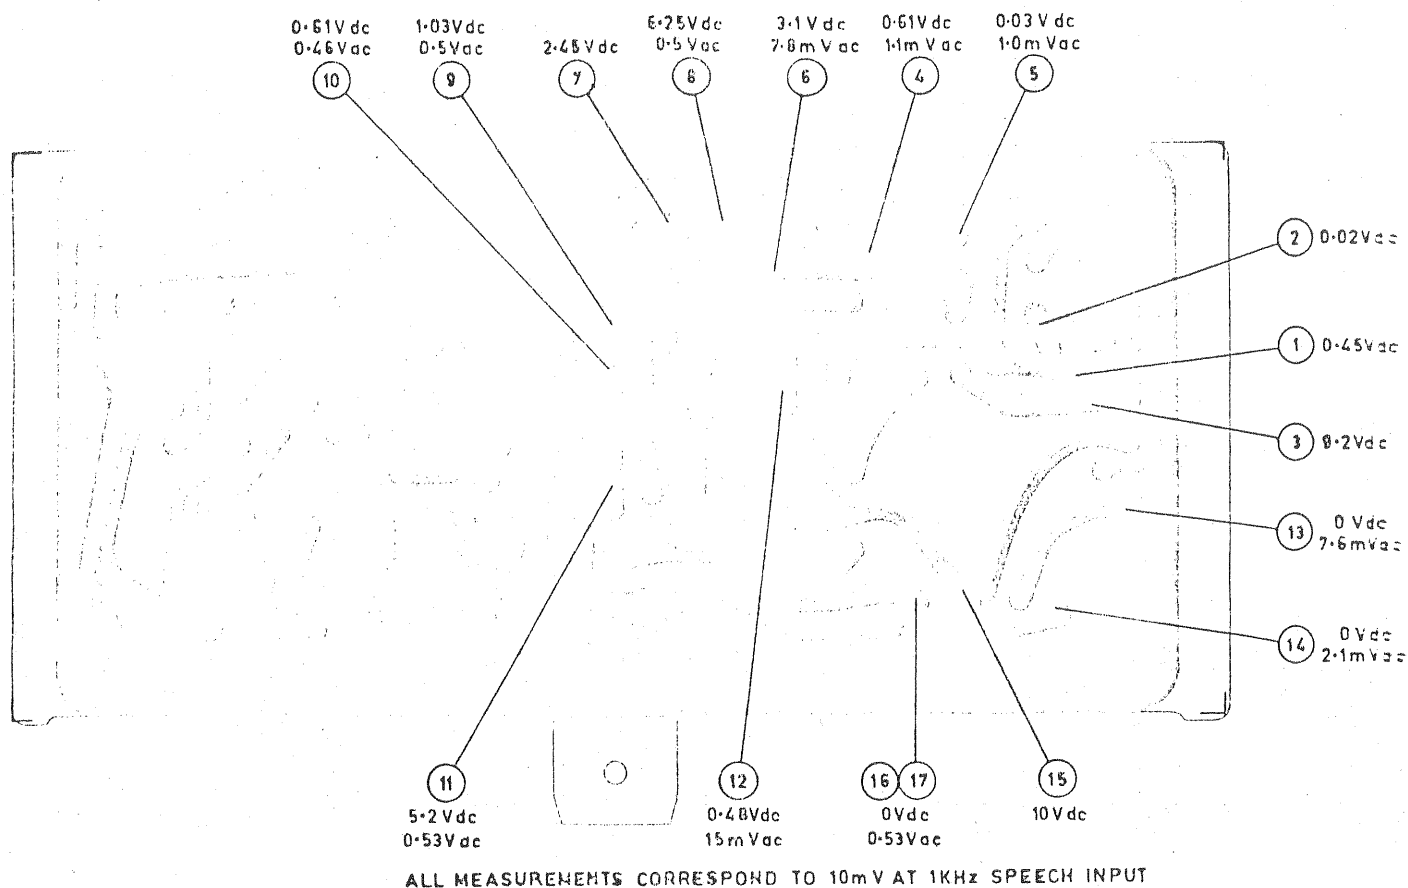 0.61Vdc
0.46Vac
10
1.03Vdc
0.5Vac
9
2.45Vdc
7
6.25Vdc
0.5Vac
3.1Vdc
7.8mVac
6
0.61Vdc
1.1mVac
4
0.03Vdc
1.0mVac
5
2 0.02Vdc
1 0.45Vdc
3 9.2Vdc
13 0Vdc
7.6mVac
14 0Vdc
2.1mVac
11
5.2Vdc
0.53Vac
12
0.48Vdc
15mVac
16 17
0Vdc
0.53Vac
15
10Vdc
ALL MEASUREMENTS CORRESPOND TO 10mV AT 1KHz SPEECH INPUT